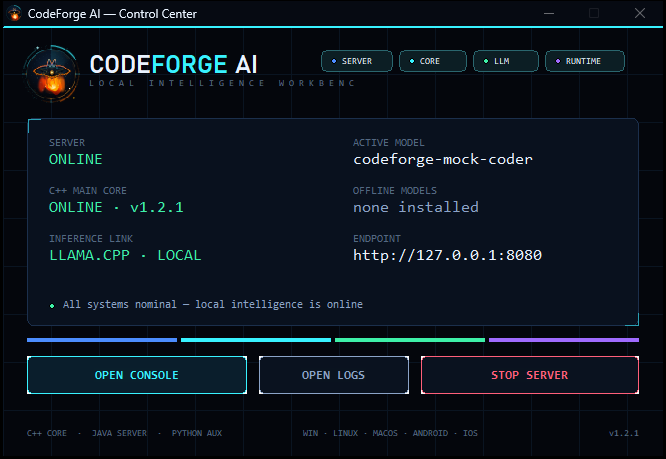 CodeForge AI — Control Center
CODEFORGE AI
LOCAL INTELLIGENCE WORKBENC
SERVER
CORE
LLM
RUNTIME
SERVER
ONLINE
ACTIVE MODEL
codeforge-mock-coder
C++ MAIN CORE
ONLINE · v1.2.1
OFFLINE MODELS
none installed
INFERENCE LINK
LLAMA.CPP · LOCAL
ENDPOINT
http://127.0.0.1:8080
All systems nominal — local intelligence is online
OPEN CONSOLE
OPEN LOGS
STOP SERVER
C++ CORE · JAVA SERVER · PYTHON AUX
WIN · LINUX · MACOS · ANDROID · IOS
v1.2.1